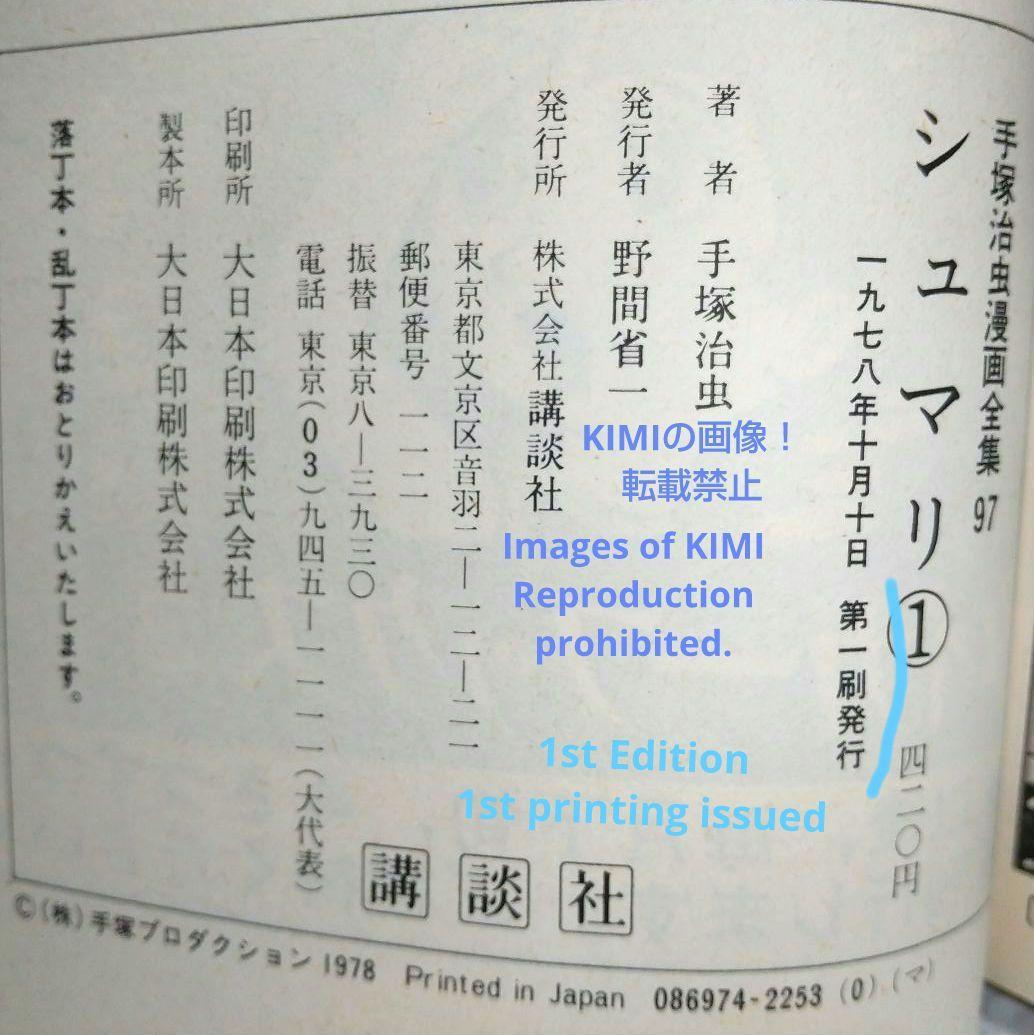 手塚治虫漫画全集 97
シュマリ① 四二〇円
一九七八年十月十日 第一刷発行
著者 手塚治虫
発行者 野間省一
発行所 株式会社 講談社
東京都文京区音羽二—一二—二一
郵便番号 一一二
振替 東京八—三九三〇
電話 東京(03)九四五—一一一一(大代表)
印刷所 大日本印刷株式会社
製本所 大日本印刷株式会社
落丁本・乱丁本はおとりかえいたします。
講談社
©(株)手塚プロダクション1978 Printed in Japan 086974-2253 (0) (マ)
KIMIの画像！
転載禁止
Images of KIMI
Reproduction
prohibited.
1st Edition
1st printing issued